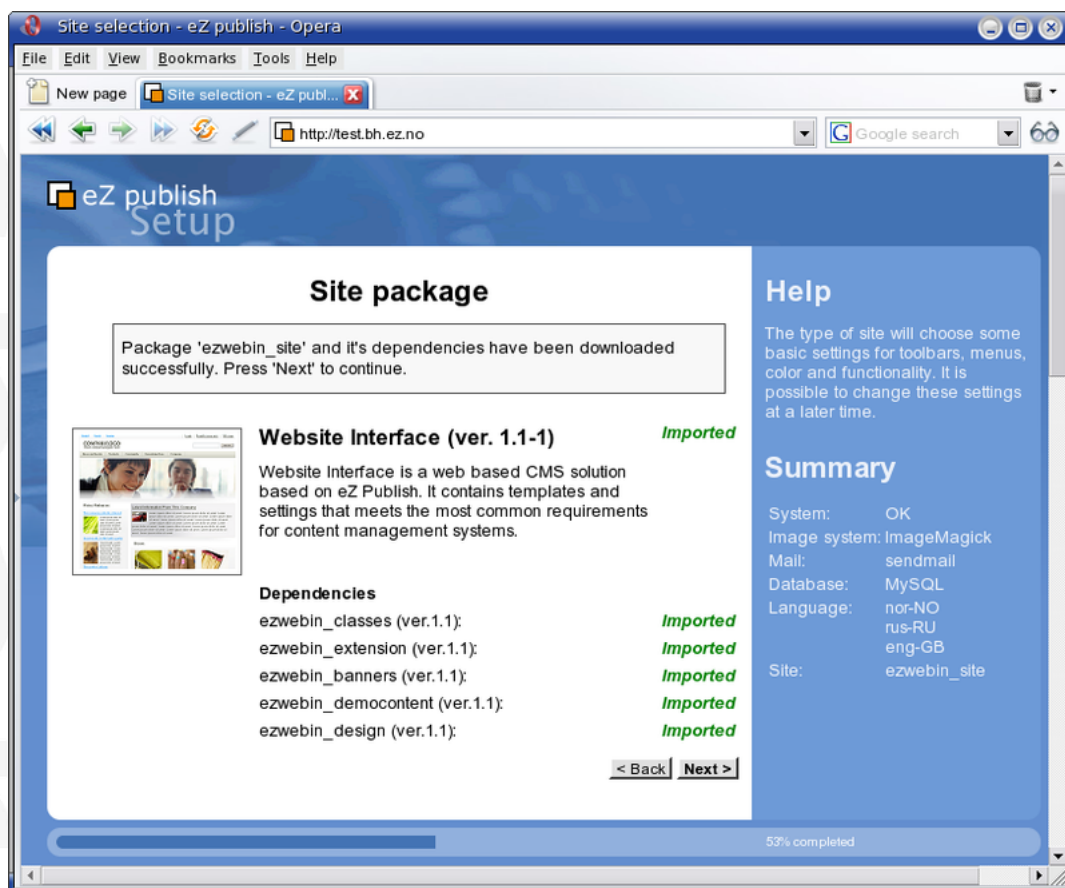 Site selection - eZ publish - Opera
File Edit View Bookmarks Tools Help
New page Site selection - eZ publ...
http://test.bh.ez.no
G Google search
eZ publish
Setup
Site package
Package 'ezwebin_site' and it's dependencies have been downloaded
successfully. Press 'Next' to continue.
Website Interface (ver. 1.1-1) Imported
Website Interface is a web based CMS solution
based on eZ Publish. It contains templates and
settings that meets the most common requirements
for content management systems.
Dependencies
ezwebin_classes (ver.1.1): Imported
ezwebin_extension (ver.1.1): Imported
ezwebin_banners (ver.1.1): Imported
ezwebin_democontent (ver.1.1): Imported
ezwebin_design (ver.1.1): Imported
< Back Next >
Help
The type of site will choose some
basic settings for toolbars, menus,
color and functionality. It is
possible to change these settings
at a later time.
Summary
System: OK
Image system: ImageMagick
Mail: sendmail
Database: MySQL
Language: nor-NO
rus-RU
eng-GB
Site: ezwebin_site
53% completed